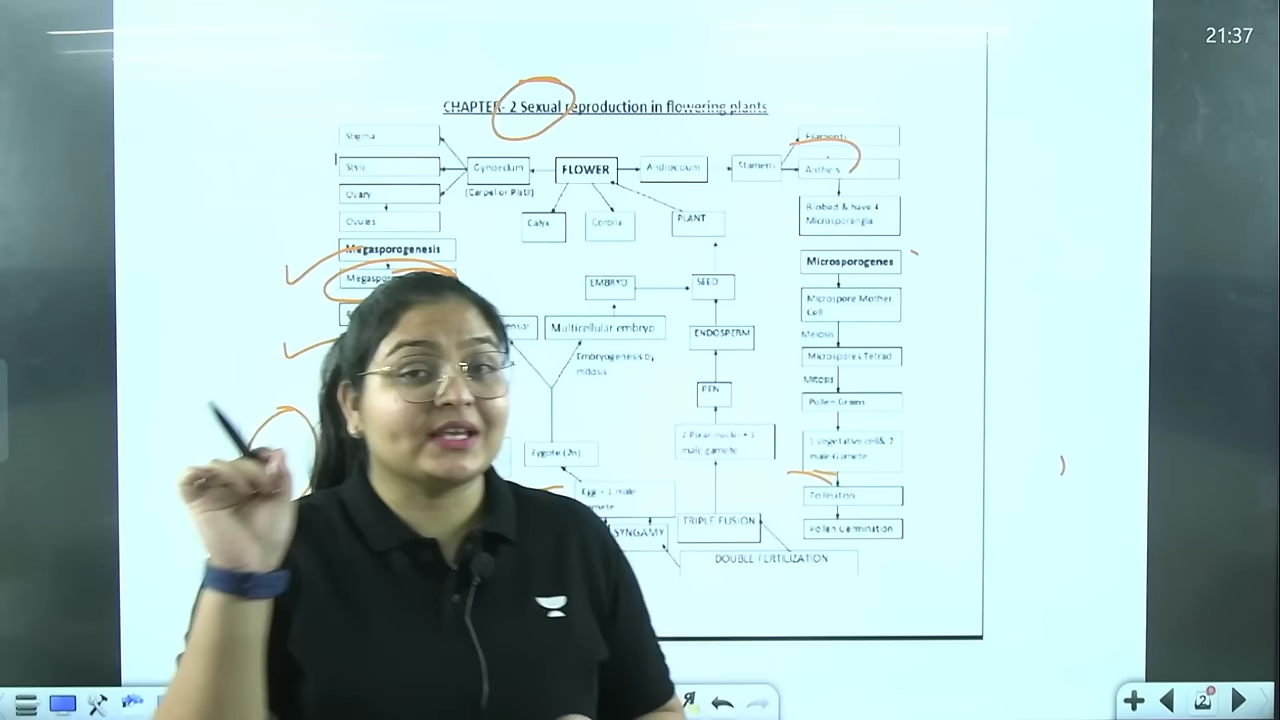 21:37
CHAPTER- 2 Sexual reproduction in flowering plants
Stigma
Style
Ovary
Ovules
Megasporogenesis
Gynoecium
(Carpel or Pistil)
FLOWER
Androecium
Stamens
Filaments
Anthers
Calyx
Corolla
PLANT
Bilobed & have 4
Microsporangia
Microsporogenes
Microspore Mother
Cell
Meiosis
Microspores Tetrad
Mitosis
Pollen Grains
1 vegetative cell& 2
male Gamete
Pollination
Pollen Germination
EMBRYO
SEED
Multicellular embryo
ENDOSPERM
Embryogenesis by
mitosis
PEN
2 Polar nuclei + 1
male gamete
Zygote (2n)
Egg + 1 male
SYNGAMY
TRIPLE FUSION
DOUBLE FERTILIZATION
2